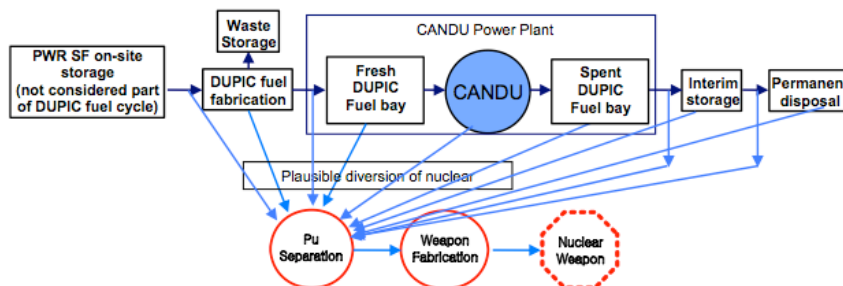 CANDU Power Plant
Waste
Storage
PWR SF on-site
storage
(not considered part
of DUPIC fuel cycle)
DUPIC fuel
fabrication
Fresh
DUPIC
Fuel bay
CANDU
Spent
DUPIC
Fuel bay
Interim
storage
Permanent
disposal
Plausible diversion of nuclear
Pu
Separation
Weapon
Fabrication
Nuclear
Weapon